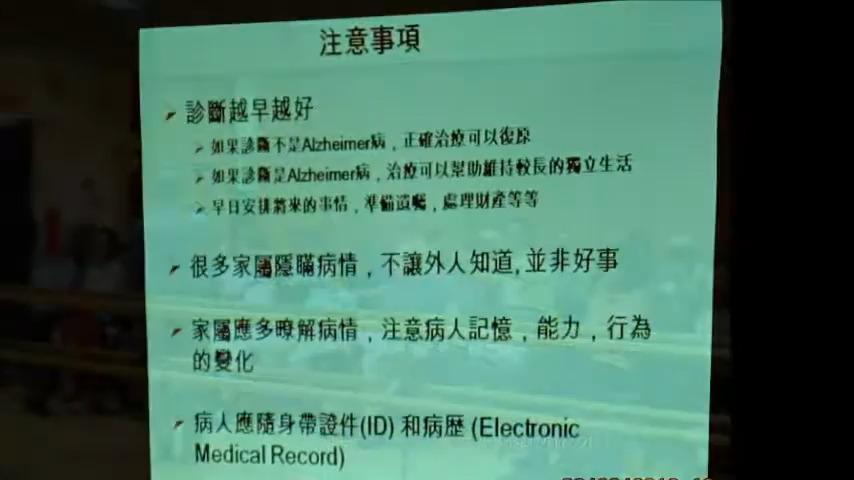 注意事項
診斷越早越好
如果診斷不是Alzheimer病，正確治療可以復原
如果診斷是Alzheimer病，治療可以幫助維持較長的獨立生活
早日安排將來的事情，準備遺囑，處理財產等等
很多家屬隱瞞病情，不讓外人知道,並非好事
家屬應多瞭解病情，注意病人記憶，能力，行為
的變化
病人應隨身帶證件(ID) 和病歷 (Electronic
Medical Record)